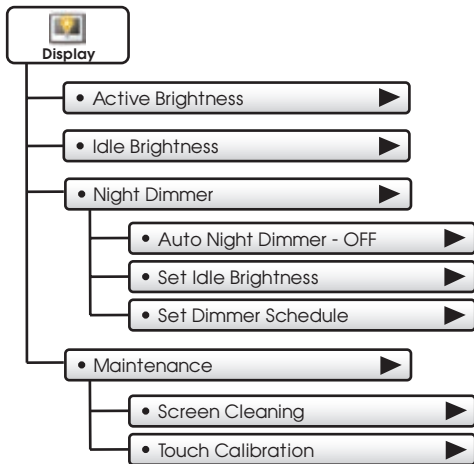 Display
• Active Brightness
• Idle Brightness
• Night Dimmer
• Auto Night Dimmer - OFF
• Set Idle Brightness
• Set Dimmer Schedule
• Maintenance
• Screen Cleaning
• Touch Calibration